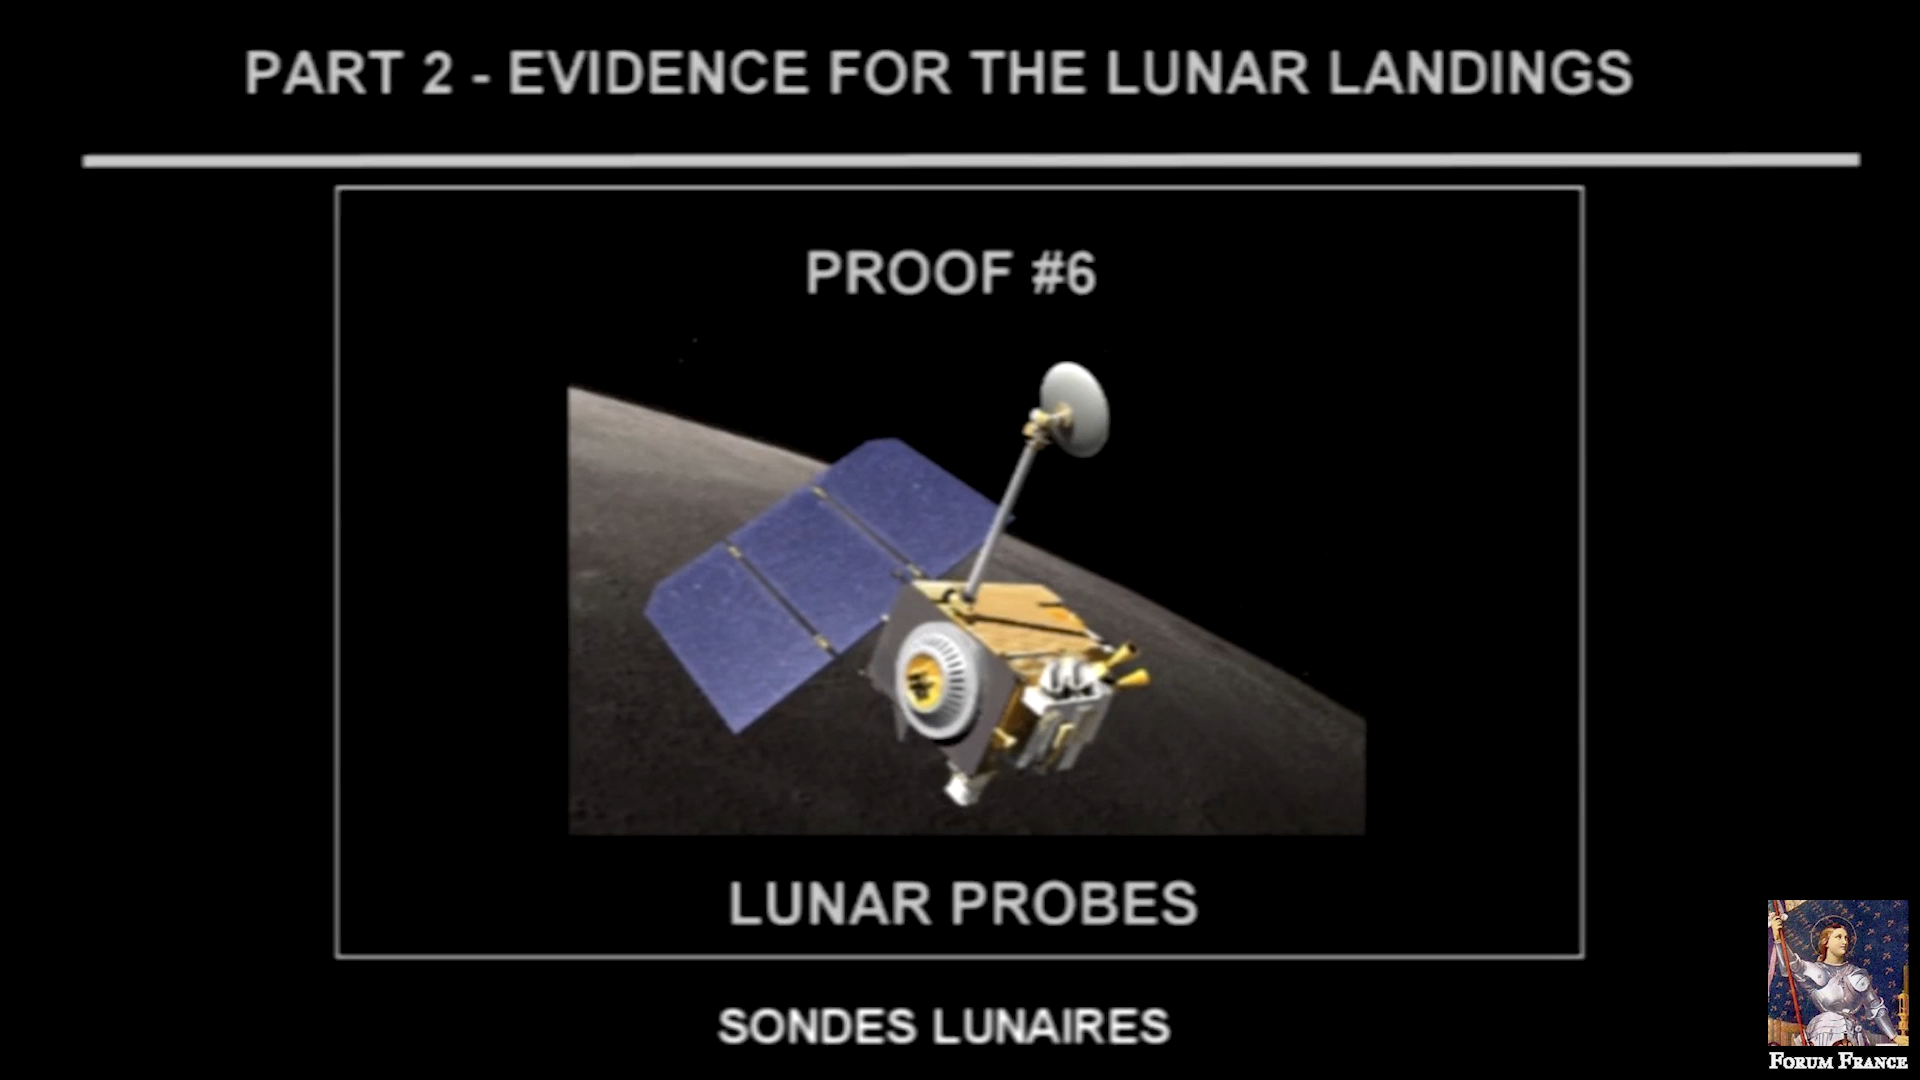 PART 2 - EVIDENCE FOR THE LUNAR LANDINGS
PROOF #6
LUNAR PROBES
SONDES LUNAIRES
FORUM FRANCE